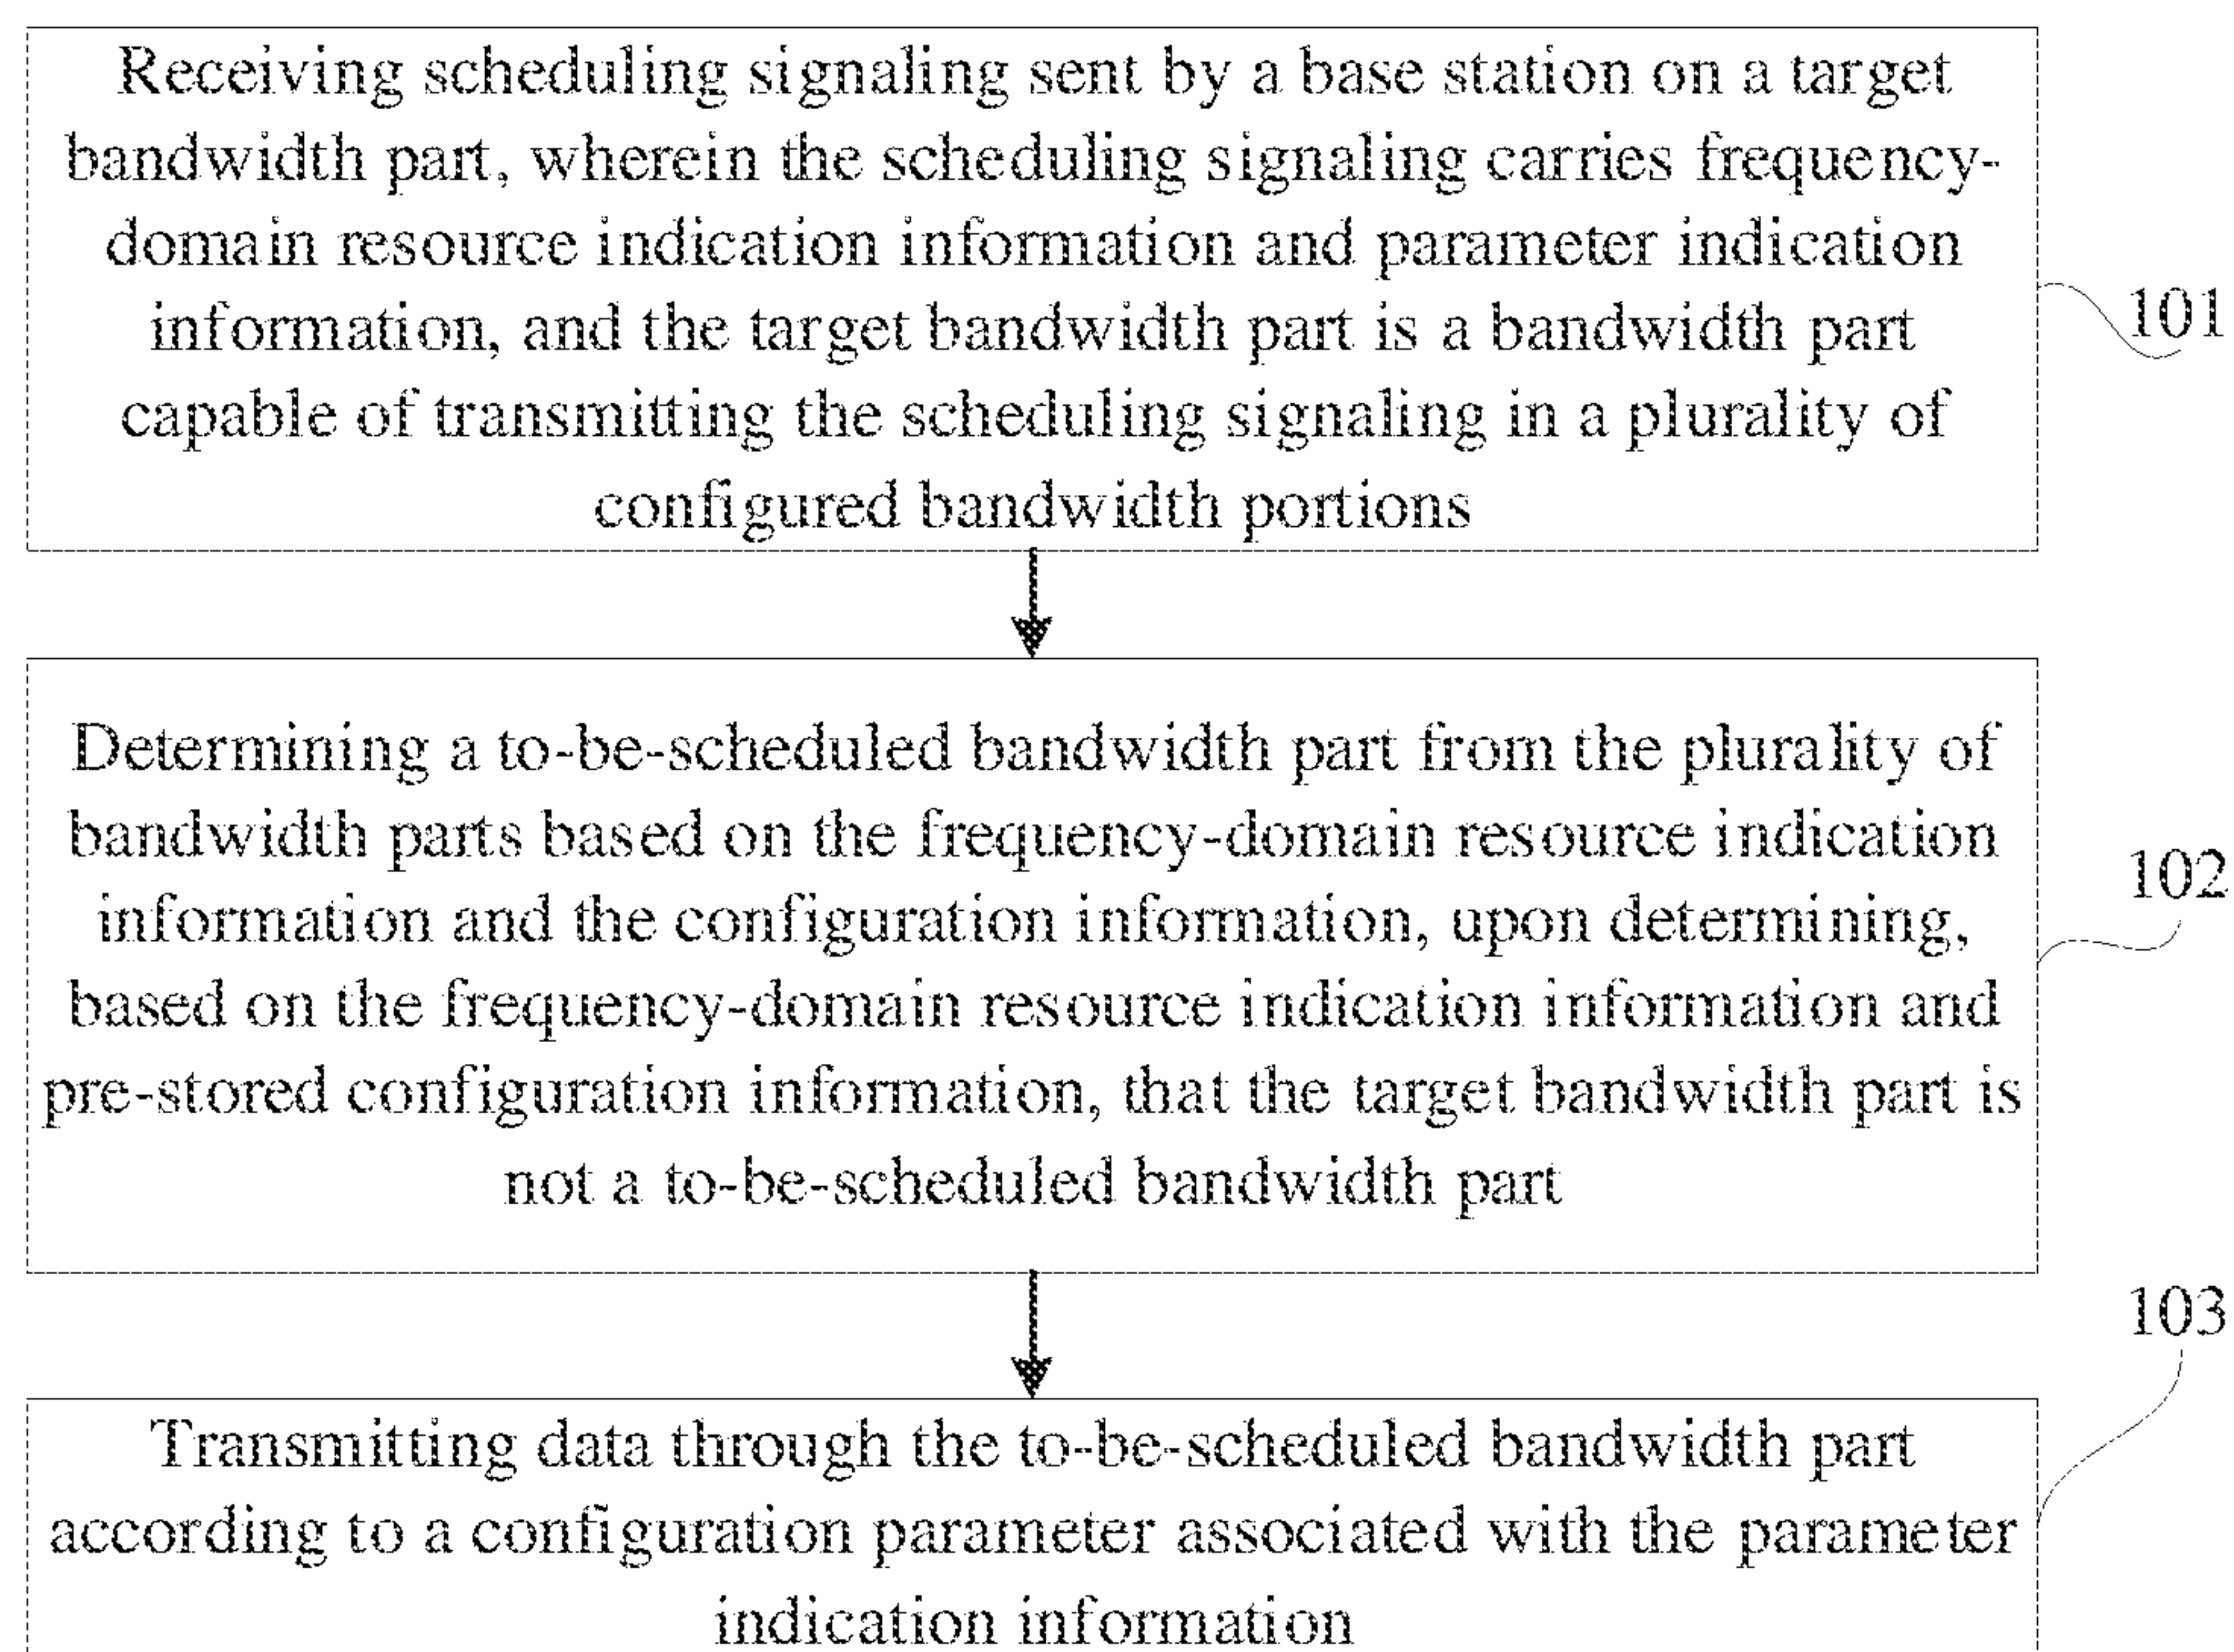 Receiving scheduling signaling sent by a base station on a target
bandwidth part, wherein the scheduling signaling carries frequency-
domain resource indication information and parameter indication
information, and the target bandwidth part is a bandwidth part
capable of transmitting the scheduling signaling in a plurality of
configured bandwidth portions
101
Determining a to-be-scheduled bandwidth part from the plurality of
bandwidth parts based on the frequency-domain resource indication
information and the configuration information, upon determining,
based on the frequency-domain resource indication information and
pre-stored configuration information, that the target bandwidth part is
not a to-be-scheduled bandwidth part
102
103
Transmitting data through the to-be-scheduled bandwidth part
according to a configuration parameter associated with the parameter
indication information